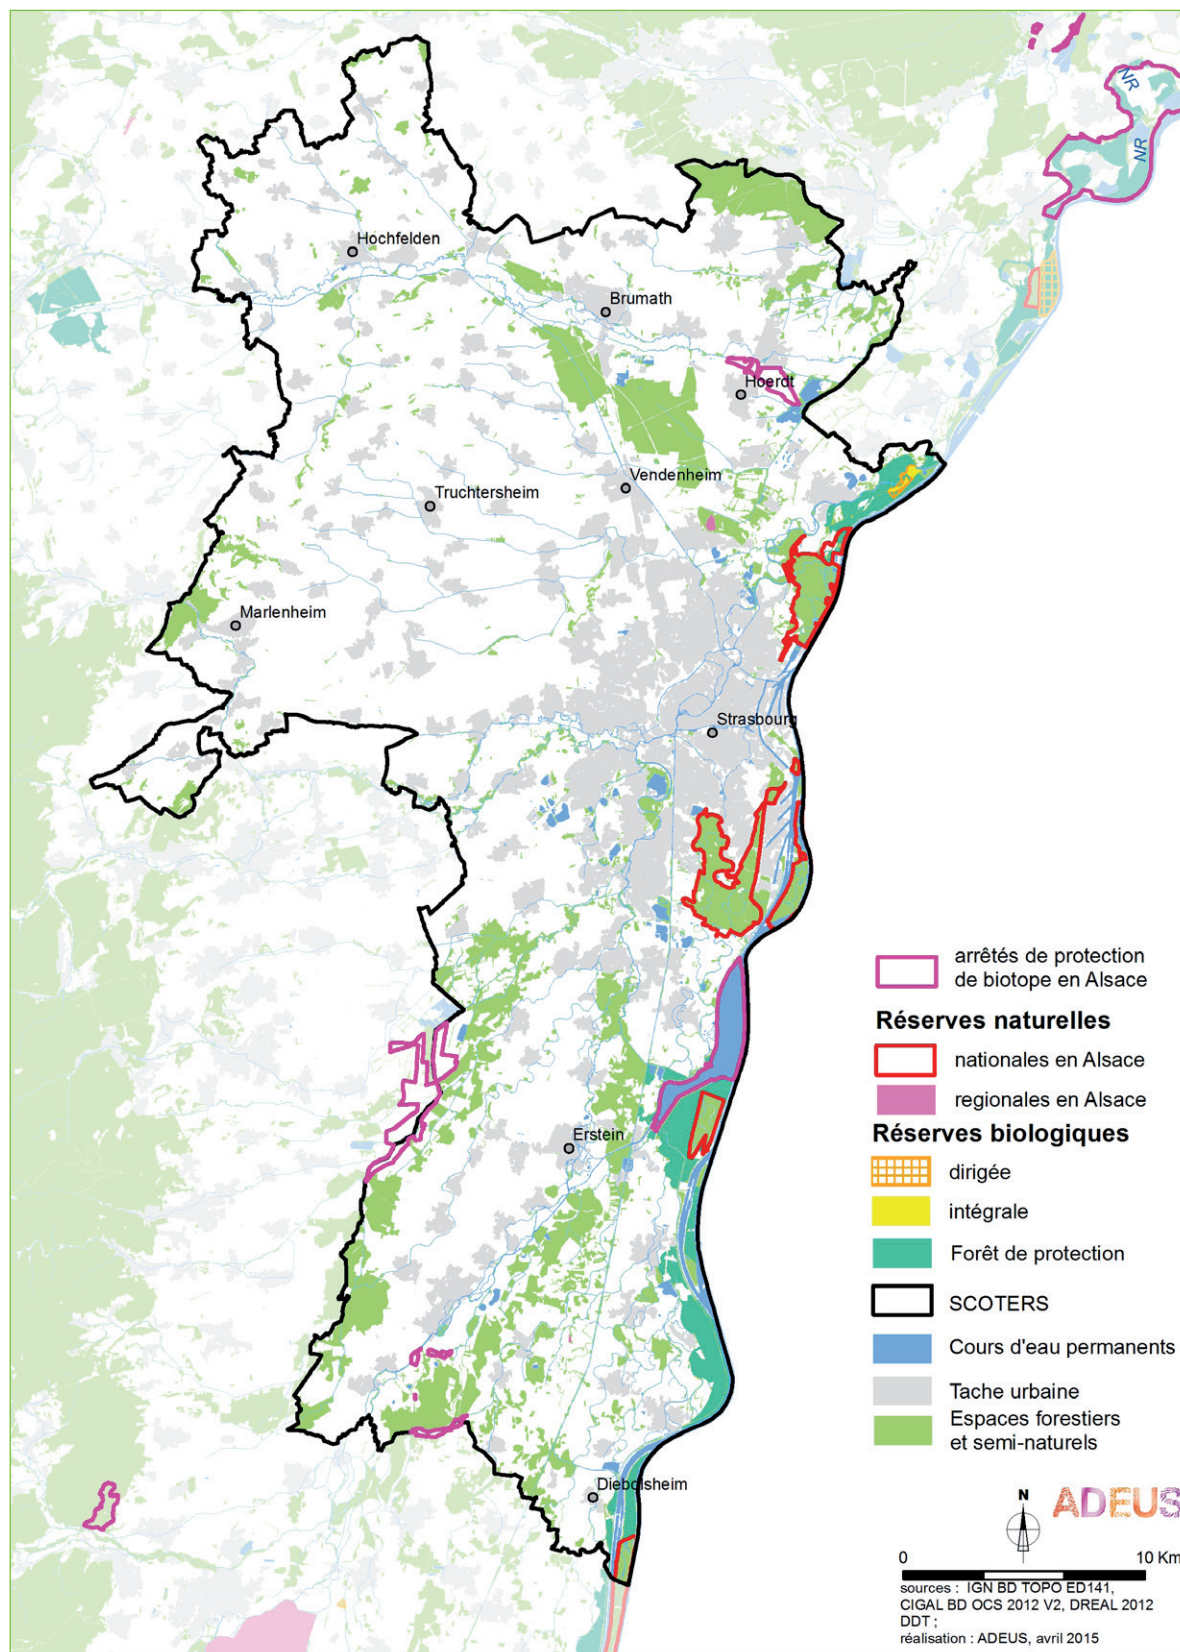 NR
NR
Hochfelden
Brumath
Hoerdt
Vendenheim
Truchtersheim
Marlenheim
Strasbourg
Erstein
Diebolsheim
arrêtés de protection
de biotope en Alsace
Réserves naturelles
nationales en Alsace
regionales en Alsace
Réserves biologiques
dirigée
intégrale
Forêt de protection
SCOTERS
Cours d'eau permanents
Tache urbaine
Espaces forestiers
et semi-naturels
N
ADEUS
0 10 Km
sources : IGN BD TOPO ED141,
CIGAL BD OCS 2012 V2, DREAL 2012
DDT ;
réalisation : ADEUS, avril 2015